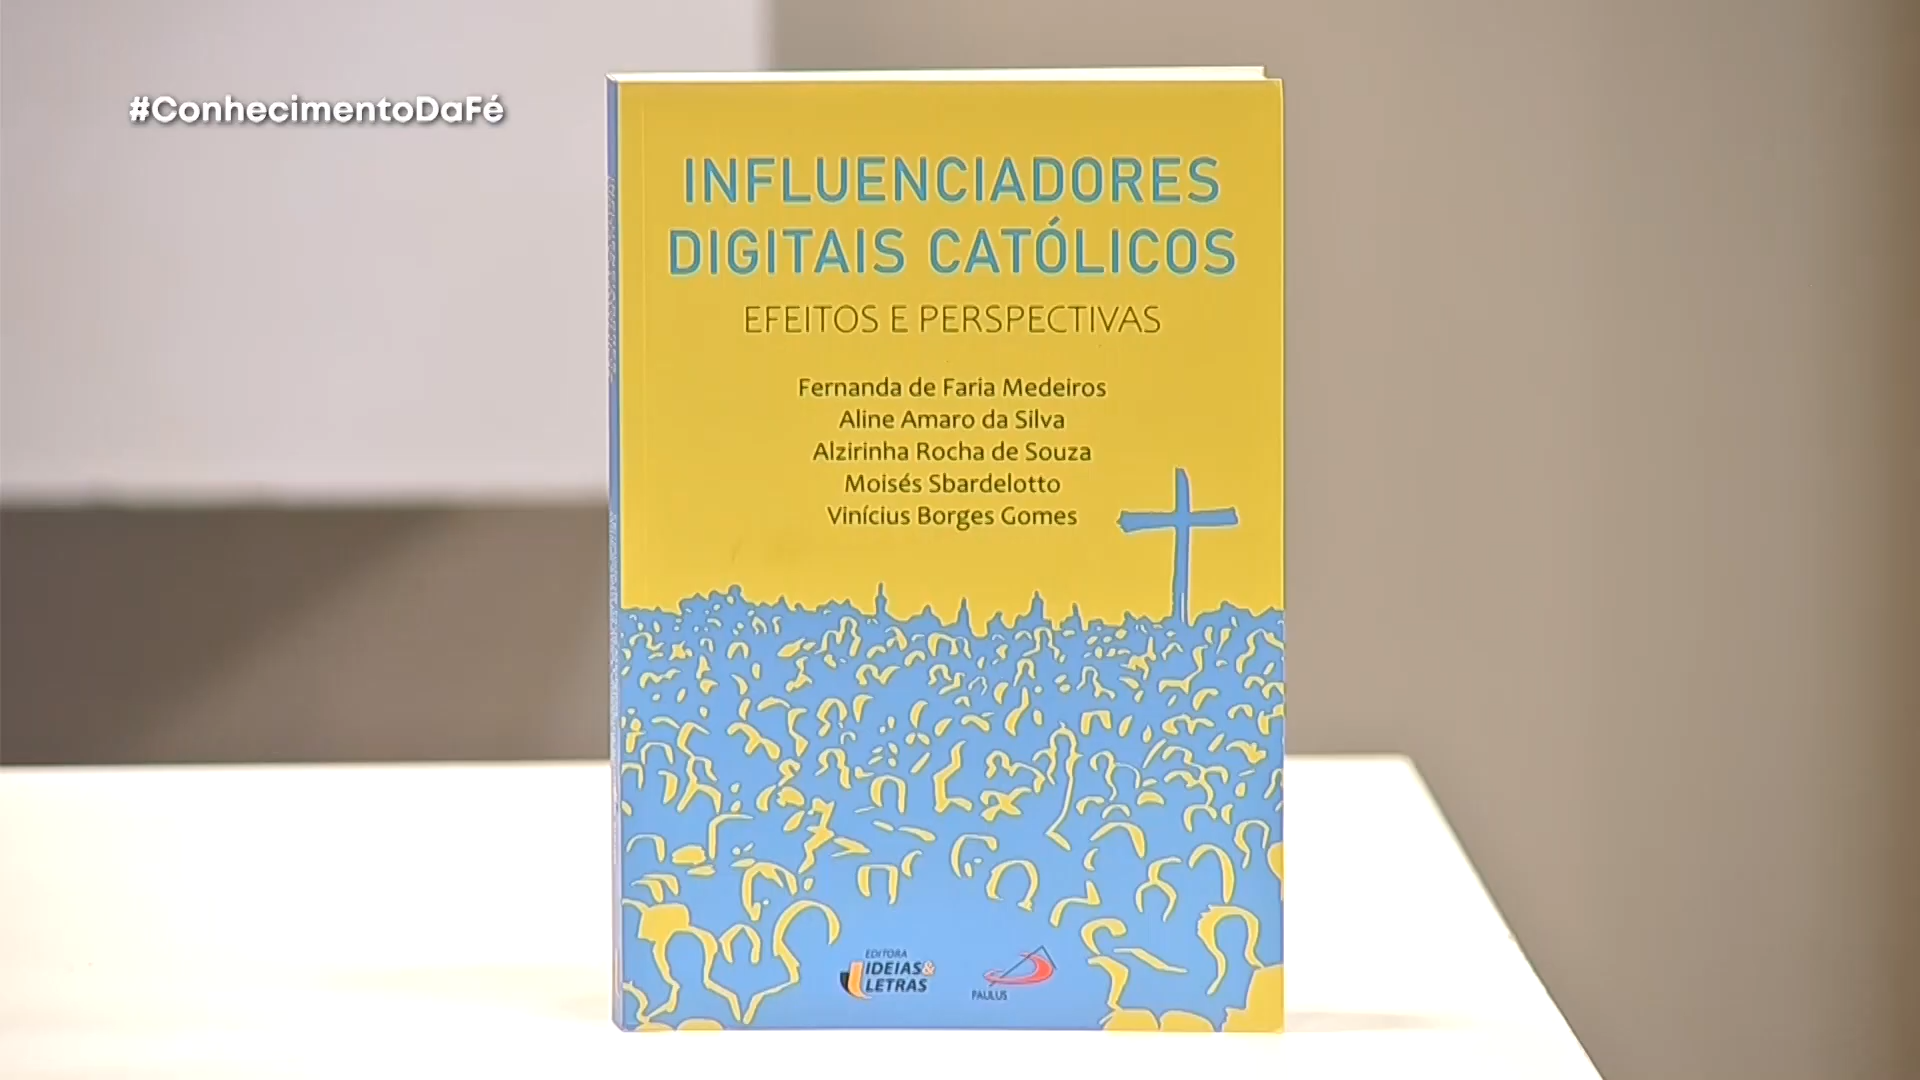 #ConhecimentoDaFé
INFLUENCIADORES
DIGITAIS CATÓLICOS
EFEITOS E PERSPECTIVAS
Fernanda de Faria Medeiros
Aline Amaro da Silva
Alzirinha Rocha de Souza
Moisés Sbardelotto
Vinícius Borges Gomes
EDITORA
IDEIAS&
LETRAS
PAULUS